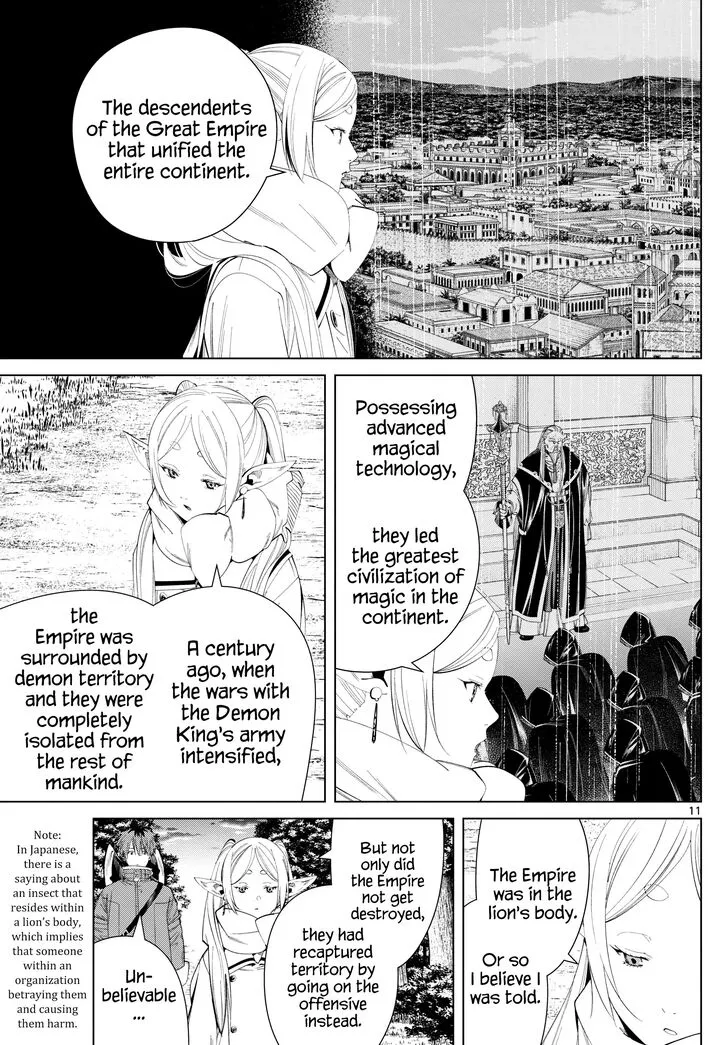 The descendents
of the Great Empire
that unified the
entire continent.
Possessing
advanced
magical
technology,
they led
the greatest
civilization of
magic in the
continent.
A century
ago, when
the wars with
the Demon
King's army
intensified,
the
Empire was
surrounded by
demon territory
and they were
completely
isolated from
the rest of
mankind.
11
The Empire
was in the
lion's body.
Or so
I believe I
was told.
But not
only did
the Empire
not get
destroyed,
they had
recaptured
territory by
going on the
offensive
instead.
Un-
believable
...
Note:
In Japanese,
there is a
saying about
an insect that
resides within
a lion's body,
which implies
that someone
within an
organization
betraying them
and causing
them harm.